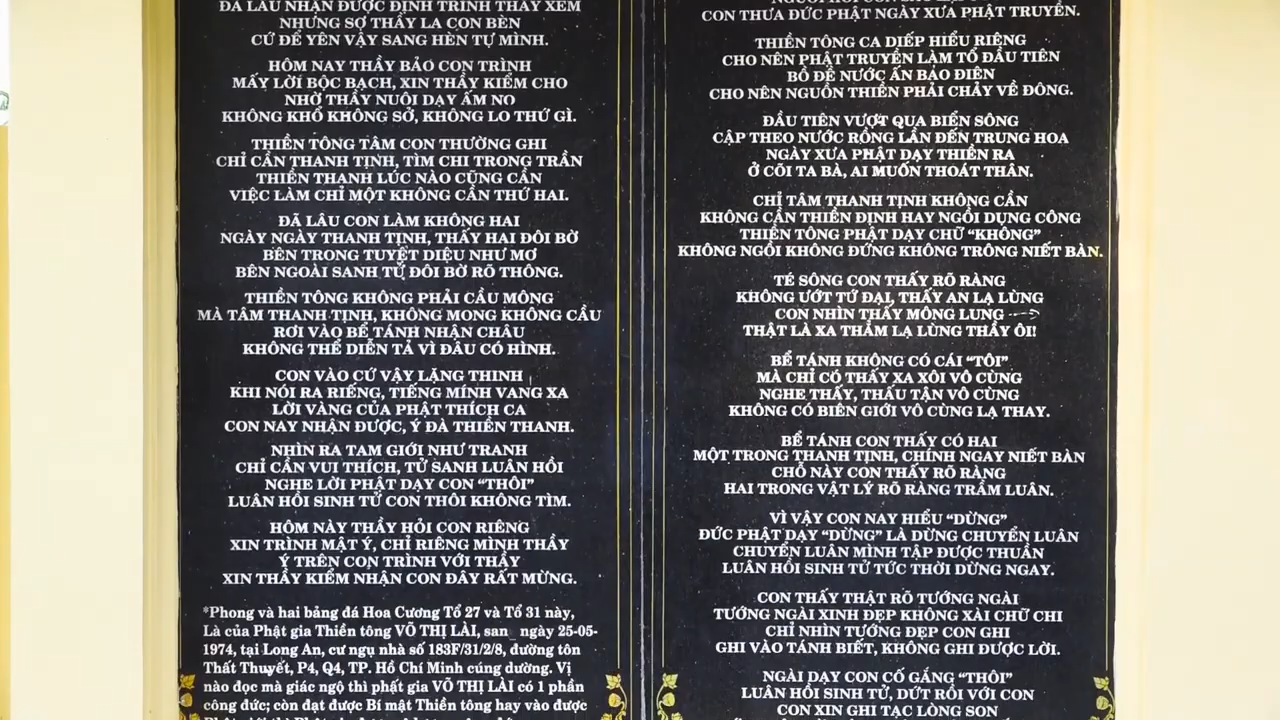 ĐÃ LÂU NHẬN ĐƯỢC ĐỊNH TRÌNH THẦY XEM
NHƯNG SỢ THẦY LA CON BÈN
CỨ ĐỂ YÊN VẬY SANG HÈN TỰ MÌNH.
HÔM NAY THẦY BẢO CON TRÌNH
MẤY LỜI BỘC BẠCH, XIN THẦY KIỂM CHO
NHỜ THẦY NUÔI DẠY ẤM NO
KHÔNG KHỔ KHÔNG SỞ, KHÔNG LO THỨ GÌ.
THIỀN TÔNG TÂM CON THƯỜNG GHI
CHỈ CẦN THANH TỊNH, TÌM CHI TRONG TRẦN
THIỀN THANH LÚC NÀO CŨNG CẦN
VIỆC LÀM CHỈ MỘT KHÔNG CẦN THỨ HAI.
ĐÃ LÂU CON LÀM KHÔNG HAI
NGÀY NGÀY THANH TỊNH, THẤY HAI ĐÔI BỜ
BÊN TRONG TUYỆT DIỆU NHƯ MƠ
BÊN NGOÀI SANH TỬ ĐÔI BỜ RÕ THÔNG.
THIỀN TÔNG KHÔNG PHẢI CẦU MÔNG
MÀ TÂM THANH TỊNH, KHÔNG MONG KHÔNG CẦU
RƠI VÀO BỂ TÁNH NHẬN CHÂU
KHÔNG THỂ DIỄN TẢ VÌ ĐÂU CÓ HÌNH.
CON VÀO CỨ VẬY LẶNG THINH
KHI NÓI RA RIẾNG, TIẾNG MÍNH VANG XA
LỜI VÀNG CỦA PHẬT THÍCH CA
CON NAY NHẬN ĐƯỢC, Ý ĐÀ THIỀN THANH.
NHÌN RA TAM GIỚI NHƯ TRANH
CHỈ CẦN VUI THÍCH, TỬ SANH LUÂN HỒI
NGHE LỜI PHẬT DẠY CON “THÔI”
LUÂN HỒI SINH TỬ CON THÔI KHÔNG TÌM.
HÔM NÀY THẦY HỎI CON RIÊNG
XIN TRÌNH MẬT Ý, CHỈ RIÊNG MÌNH THẦY
Ý TRÊN CON TRÌNH VỚI THẦY
XIN THẦY KIỂM NHẬN CON ĐÂY RẤT MỪNG.
*Phong và hai bảng đá Hoa Cương Tổ 27 và Tổ 31 này,
Là của Phật gia Thiền tông VÕ THỊ LÀI, san ngày 25-05-
1974, tại Long An, cư ngụ nhà số 183F/31/2/8, đường tôn
Thất Thuyết, P4, Q4, TP. Hồ Chí Minh cúng dường. Vị
nào đọc mà giác ngộ thì phật gia VÕ THỊ LÀI có 1 phần
công đức; còn đạt được Bí mật Thiền tông hay vào được
CON THƯA ĐỨC PHẬT NGÀY XƯA PHẬT TRUYỀN.
THIỀN TÔNG CA DIẾP HIỂU RIÊNG
CHO NÊN PHẬT TRUYỀN LÀM TỔ ĐẦU TIÊN
BỒ ĐỀ NƯỚC ẤN BẢO ĐIÊN
CHO NÊN NGUỒN THIỀN PHẢI CHẢY VỀ ĐÔNG.
ĐẦU TIÊN VƯỢT QUA BIỂN SÔNG
CẬP THEO NƯỚC RỒNG LẦN ĐẾN TRUNG HOA
NGÀY XƯA PHẬT DẠY THIỀN RA
Ở CÕI TA BÀ, AI MUỐN THOÁT THÂN.
CHỈ TÂM THANH TỊNH KHÔNG CẦN
KHÔNG CẦN THIỀN ĐỊNH HAY NGỒI DỤNG CÔNG
THIỀN TÔNG PHẬT DẠY CHỮ “KHÔNG”
KHÔNG NGỒI KHÔNG ĐỨNG KHÔNG TRÔNG NIẾT BÀN.
TÉ SÔNG CON THẤY RÕ RÀNG
KHÔNG ƯỚT TỨ ĐẠI, THẤY AN LẠ LÙNG
CON NHÌN THẤY MÔNG LUNG
THẬT LÀ XA THẲM LẠ LÙNG THẦY ÔI!
BỂ TÁNH KHÔNG CÓ CÁI “TÔI”
MÀ CHỈ CÓ THẤY XA XÔI VÔ CÙNG
NGHE THẤY, THẤU TẬN VÔ CÙNG
KHÔNG CÓ BIÊN GIỚI VÔ CÙNG LẠ THAY.
BỂ TÁNH CON THẤY CÓ HAI
MỘT TRONG THANH TỊNH, CHÍNH NGAY NIẾT BÀN
CHỖ NÀY CON THẤY RÕ RÀNG
HAI TRONG VẬT LÝ RÕ RÀNG TRẦM LUÂN.
VÌ VẬY CON NAY HIỂU “DỪNG”
ĐỨC PHẬT DẠY “DỪNG” LÀ DỪNG CHUYỂN LUÂN
CHUYỂN LUÂN MÌNH TẬP ĐƯỢC THUẦN
LUÂN HỒI SINH TỬ TỨC THỜI DỪNG NGAY.
CON THẤY THẬT RÕ TƯỚNG NGÀI
TƯỚNG NGÀI XINH ĐẸP KHÔNG XÀI CHỮ CHI
CHỈ NHÌN TƯỚNG ĐẸP CON GHI
GHI VÀO TÁNH BIẾT, KHÔNG GHI ĐƯỢC LỜI.
NGÀI DẠY CON CỐ GẮNG “THÔI”
LUÂN HỒI SINH TỬ, DỨT RỒI VỚI CON
CON XIN GHI TẠC LÒNG SON